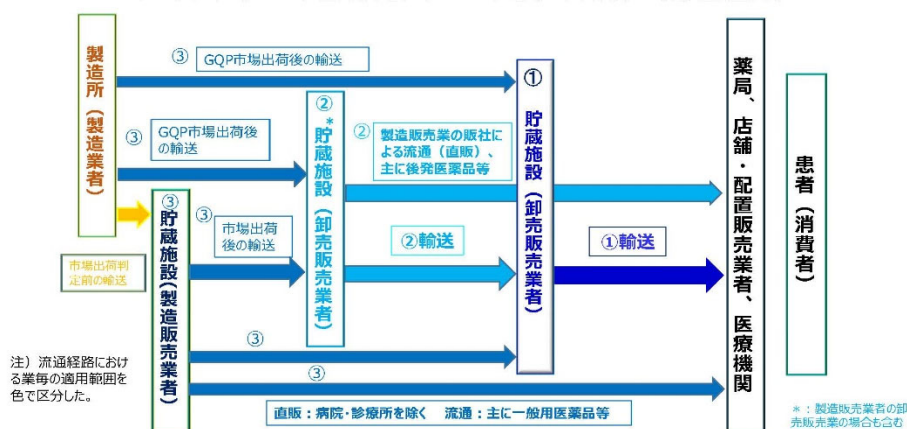 製造所（製造業者）
③ GQP市場出荷後の輸送
③
GQP市場出荷後
の輸送
市場出荷判
定前の輸送
③貯蔵施設(製造販売業者）
③
市場出荷
後の輸送
②
*貯蔵施設（卸売販売業者）
② 製造販売業の販社に
よる流通（直販）、
主に後発医薬品等
②輸送
① 貯蔵施設（卸売販売業者）
①輸送
③
③
直販：病院・診療所を除く　流通：主に一般用医薬品等
薬局、店舗・配置販売業者、医療機関
患者（消費者）
注）流通経路におけ
る業毎の適用範囲を
色で区分した。
＊：製造販売業者の卸
売販売業の場合も含む